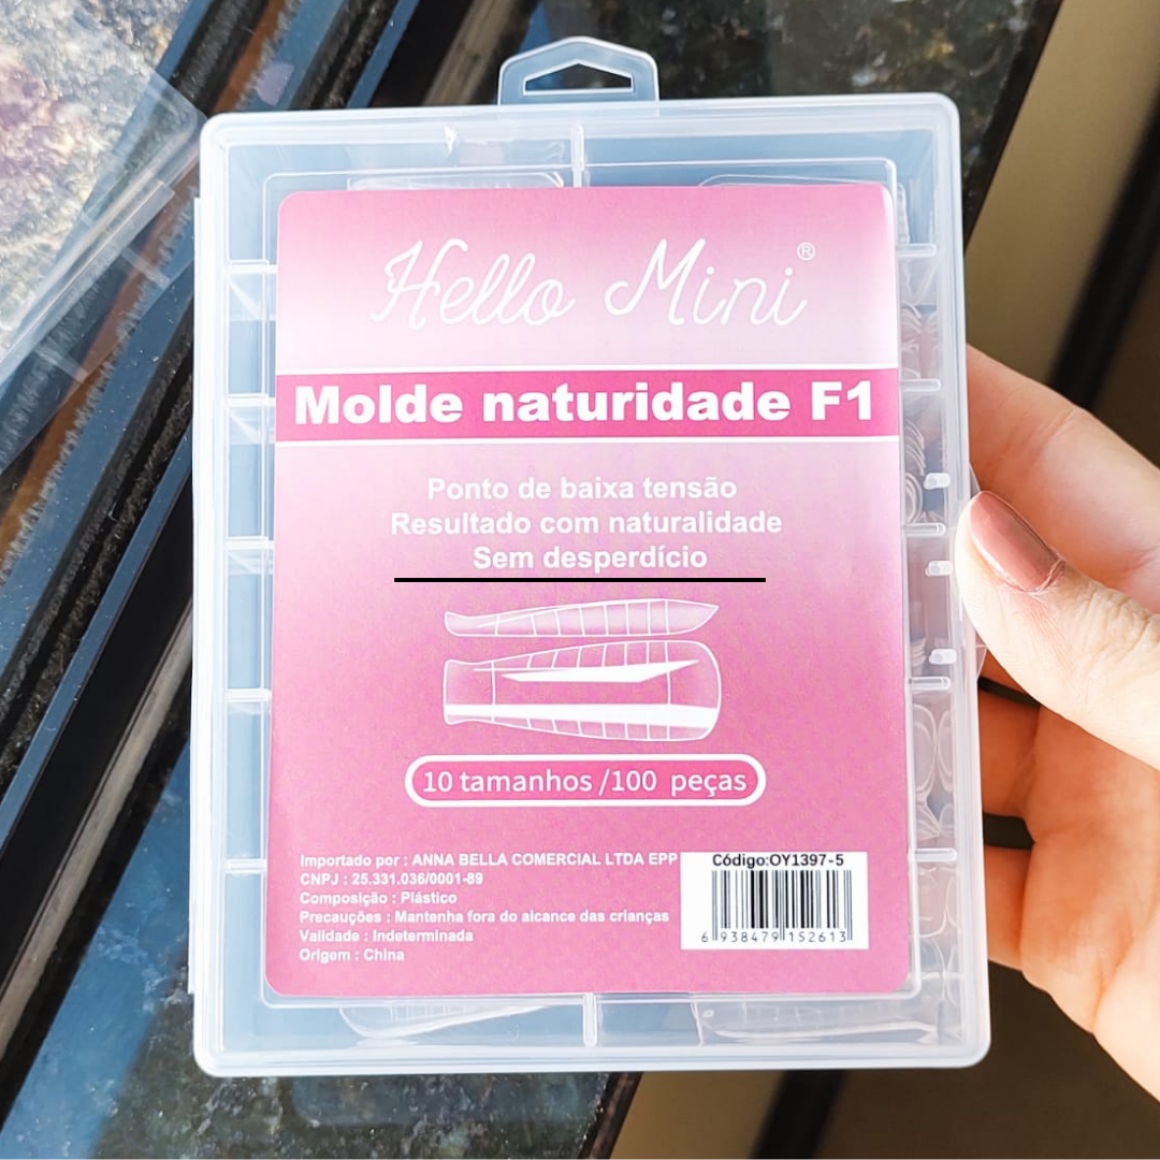 Hello Mini®
Molde naturidade F1
Ponto de baixa tensão
Resultado com naturalidade
Sem desperdício
10 tamanhos /100 peças
Importado por : ANNA BELLA COMERCIAL LTDA EPP
CNPJ : 25.331.036/0001-89
Composição : Plástico
Precauções : Mantenha fora do alcance das crianças
Validade : Indeterminada
Origem : China
Código:OY1397-5
6 938479 152613